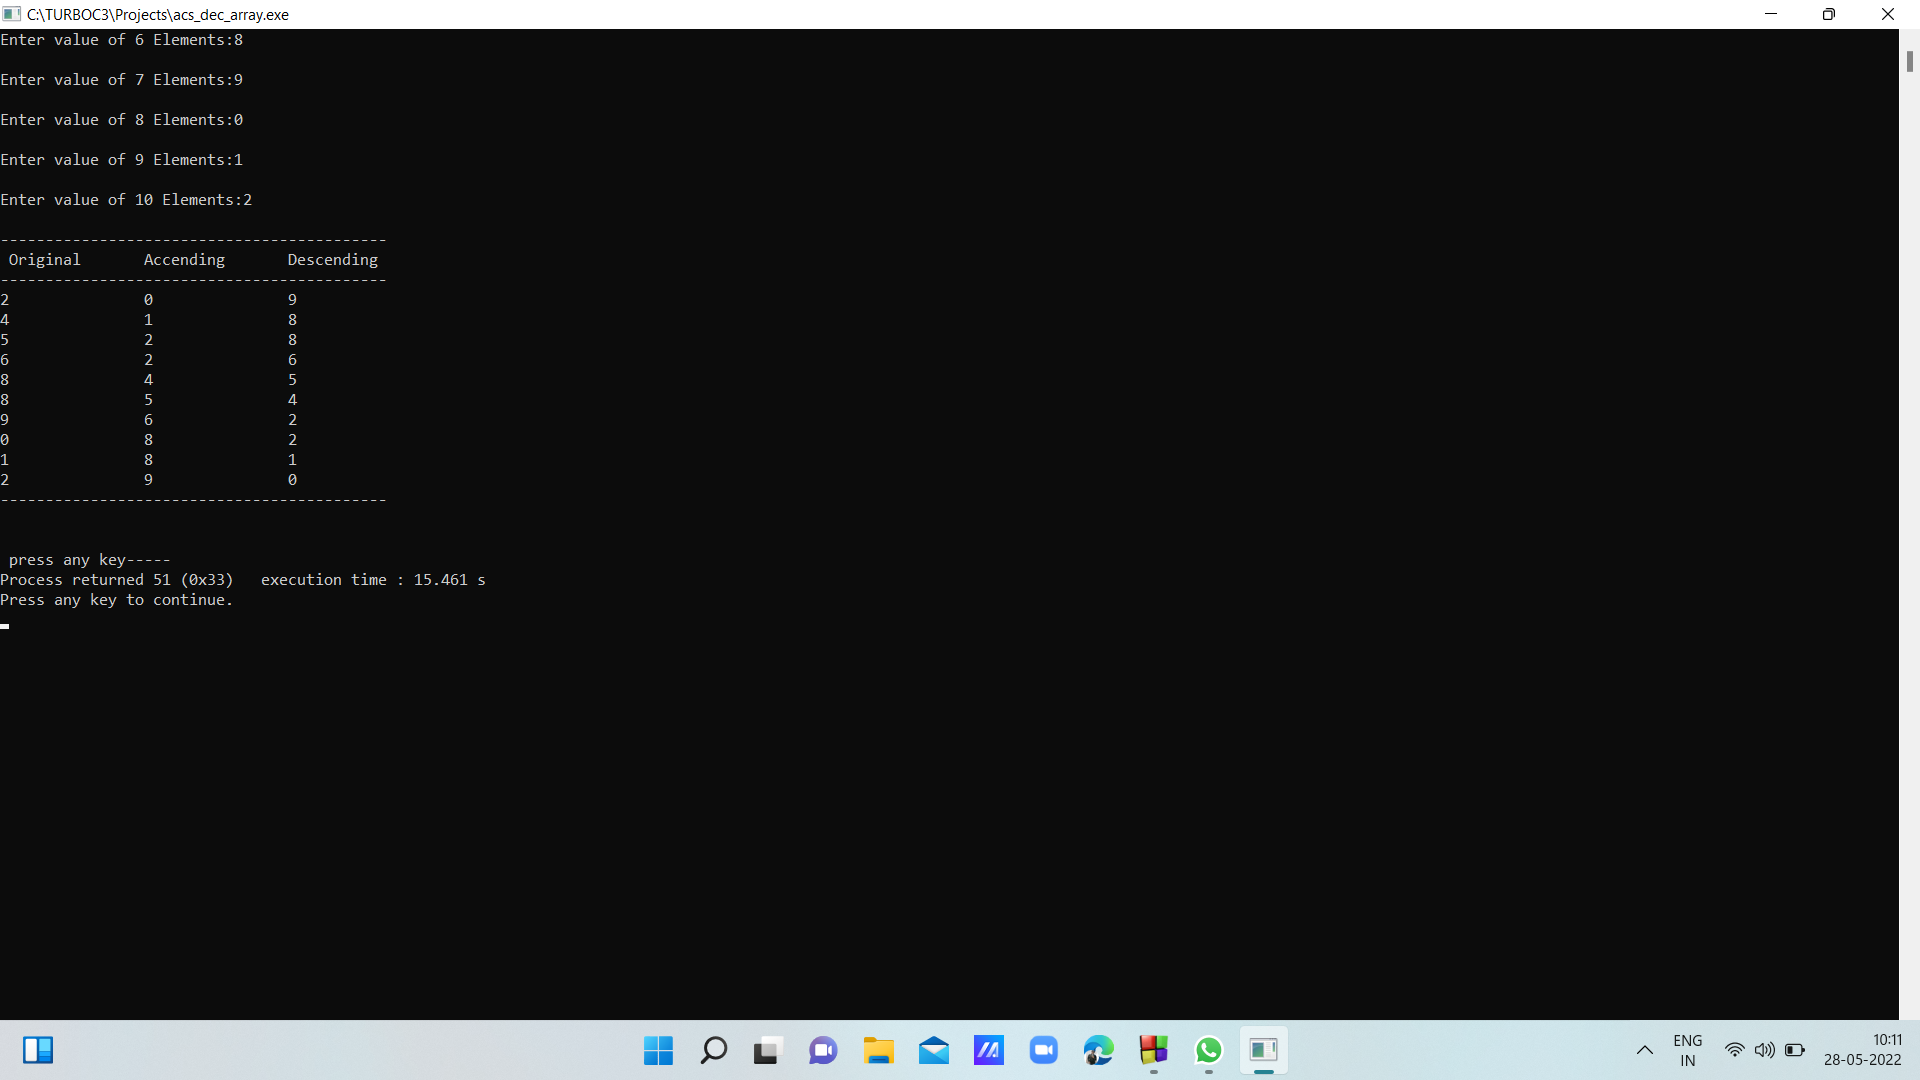 C:\TURBOC3\Projects\acs_dec_array.exe
Enter value of 6 Elements:8
Enter value of 7 Elements:9
Enter value of 8 Elements:0
Enter value of 9 Elements:1
Enter value of 10 Elements:2
-------------------------------------------
Original Accending Descending
-------------------------------------------
2 0 9
4 1 8
5 2 8
6 2 6
8 4 5
8 5 4
9 6 2
0 8 2
1 8 1
2 9 0
-------------------------------------------
press any key-----
Process returned 51 (0x33) execution time : 15.461 s
Press any key to continue.
ENG 10:11
IN 28-05-2022